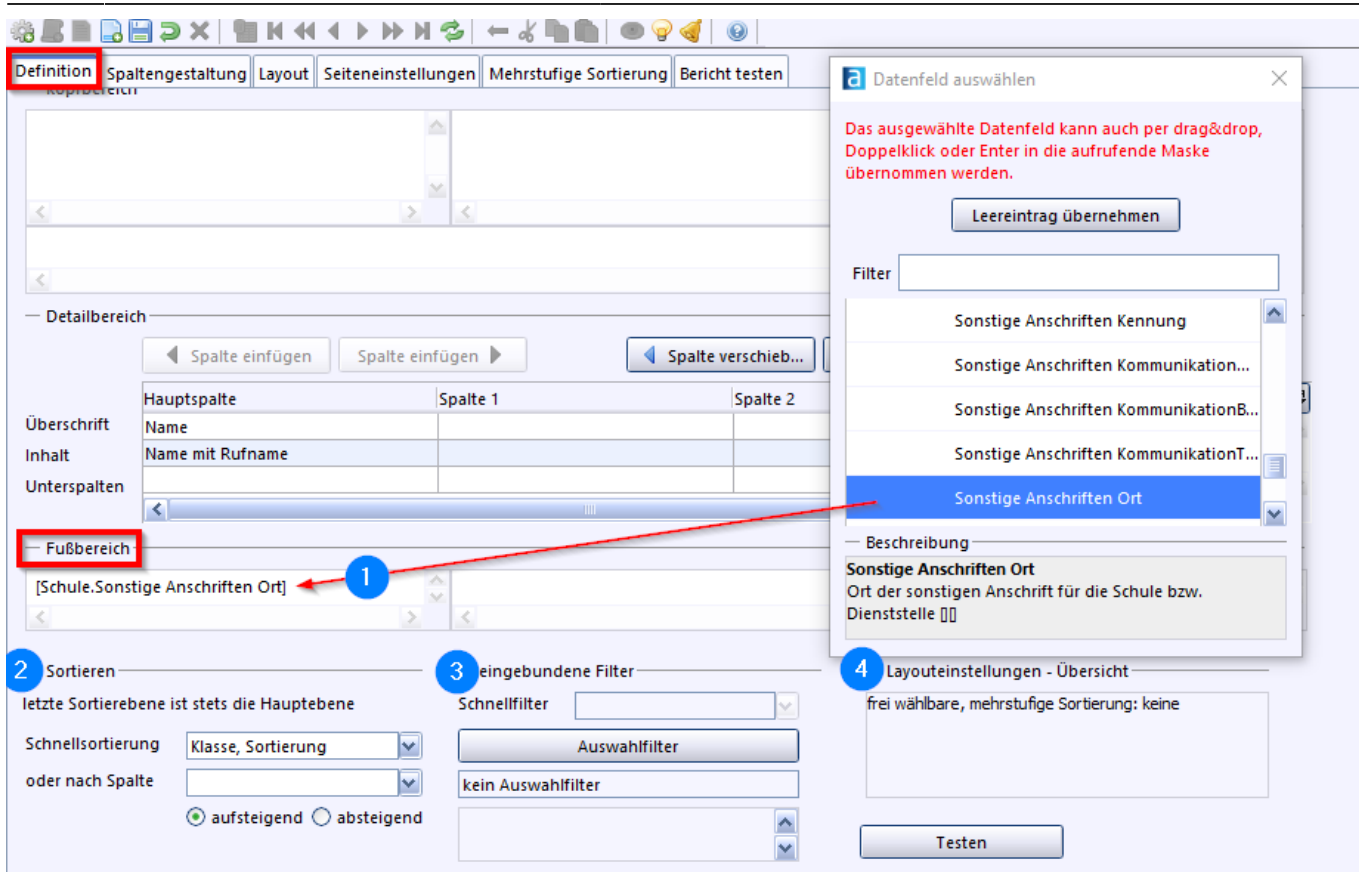 Definition
Spaltengestaltung
Layout
Seiteneinstellungen
Mehrstufige Sortierung
Bericht testen
Kopfbereich
Detailbereich
Spalte einfügen
Spalte einfügen
Spalte verschieb...
Hauptspalte
Spalte 1
Spalte 2
Überschrift
Name
Inhalt
Name mit Rufname
Unterspalten
Fußbereich
[Schule.Sonstige Anschriften Ort]
1
2
Sortieren
letzte Sortierebene ist stets die Hauptebene
Schnellsortierung
Klasse, Sortierung
oder nach Spalte
aufsteigend
absteigend
3
eingebundene Filter
Schnellfilter
Auswahlfilter
kein Auswahlfilter
4
Layouteinstellungen - Übersicht
frei wählbare, mehrstufige Sortierung: keine
Testen
Datenfeld auswählen
Das ausgewählte Datenfeld kann auch per drag&drop,
Doppelklick oder Enter in die aufrufende Maske
übernommen werden.
Leereintrag übernehmen
Filter
Sonstige Anschriften Kennung
Sonstige Anschriften Kommunikation...
Sonstige Anschriften KommunikationB...
Sonstige Anschriften KommunikationT...
Sonstige Anschriften Ort
Beschreibung
Sonstige Anschriften Ort
Ort der sonstigen Anschrift für die Schule bzw.
Dienststelle []